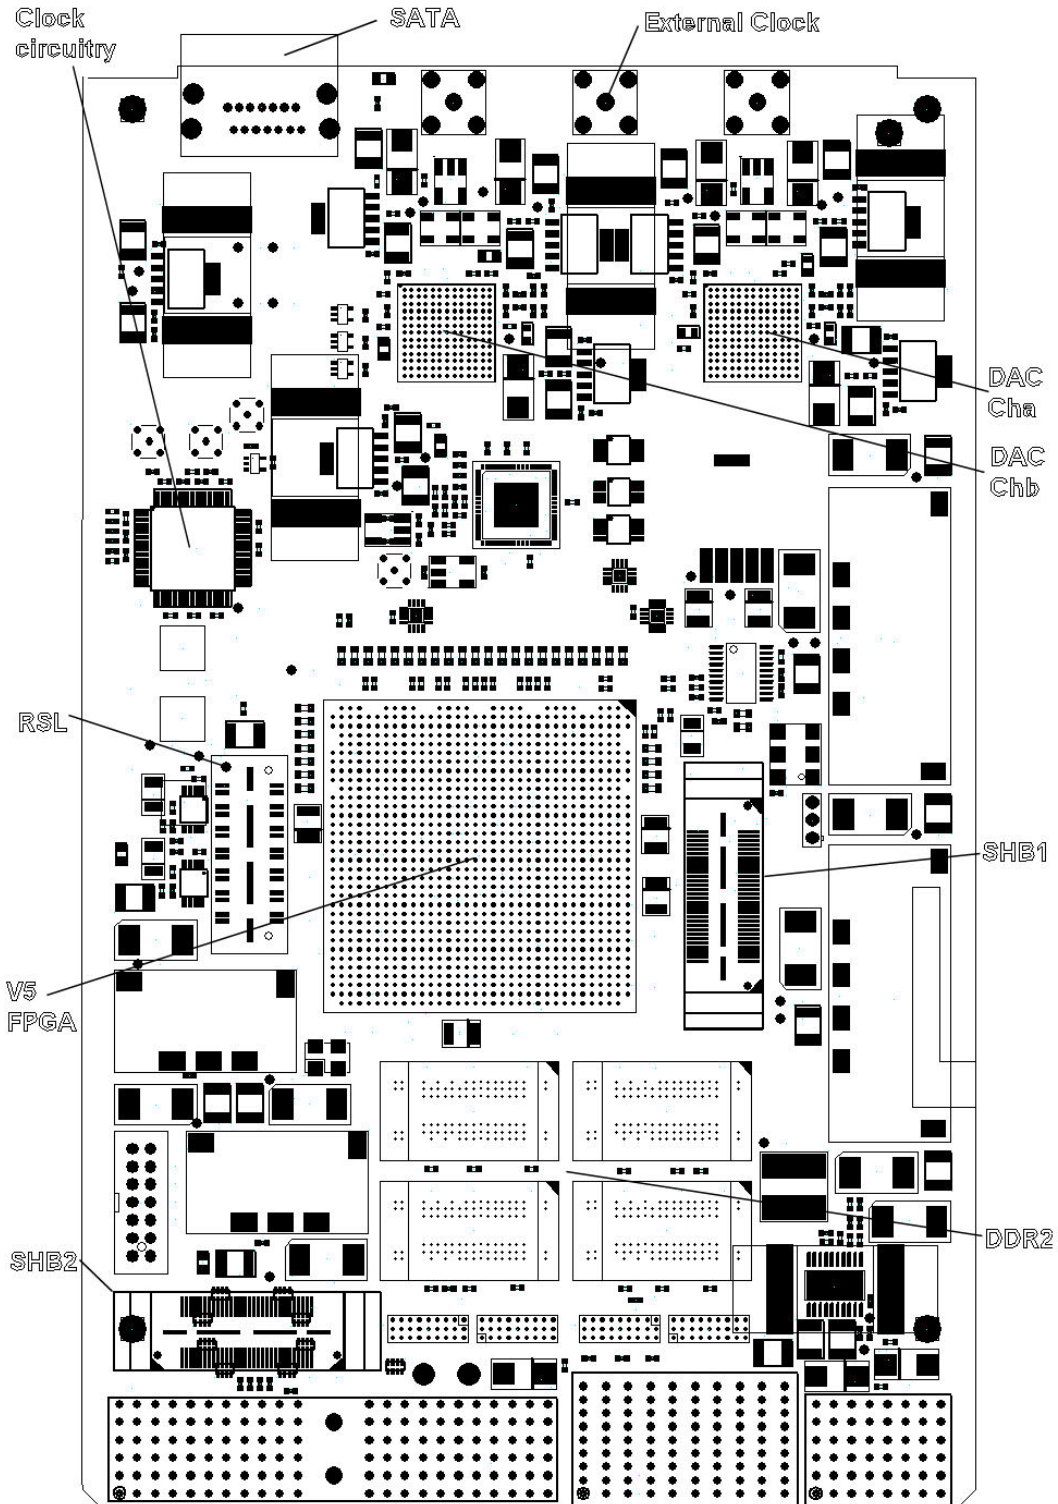 Clock
circuitry
SATA
External Clock
DAC
Cha
DAC
Chb
RSL
SHB1
V5
FPGA
SHB2
DDR2